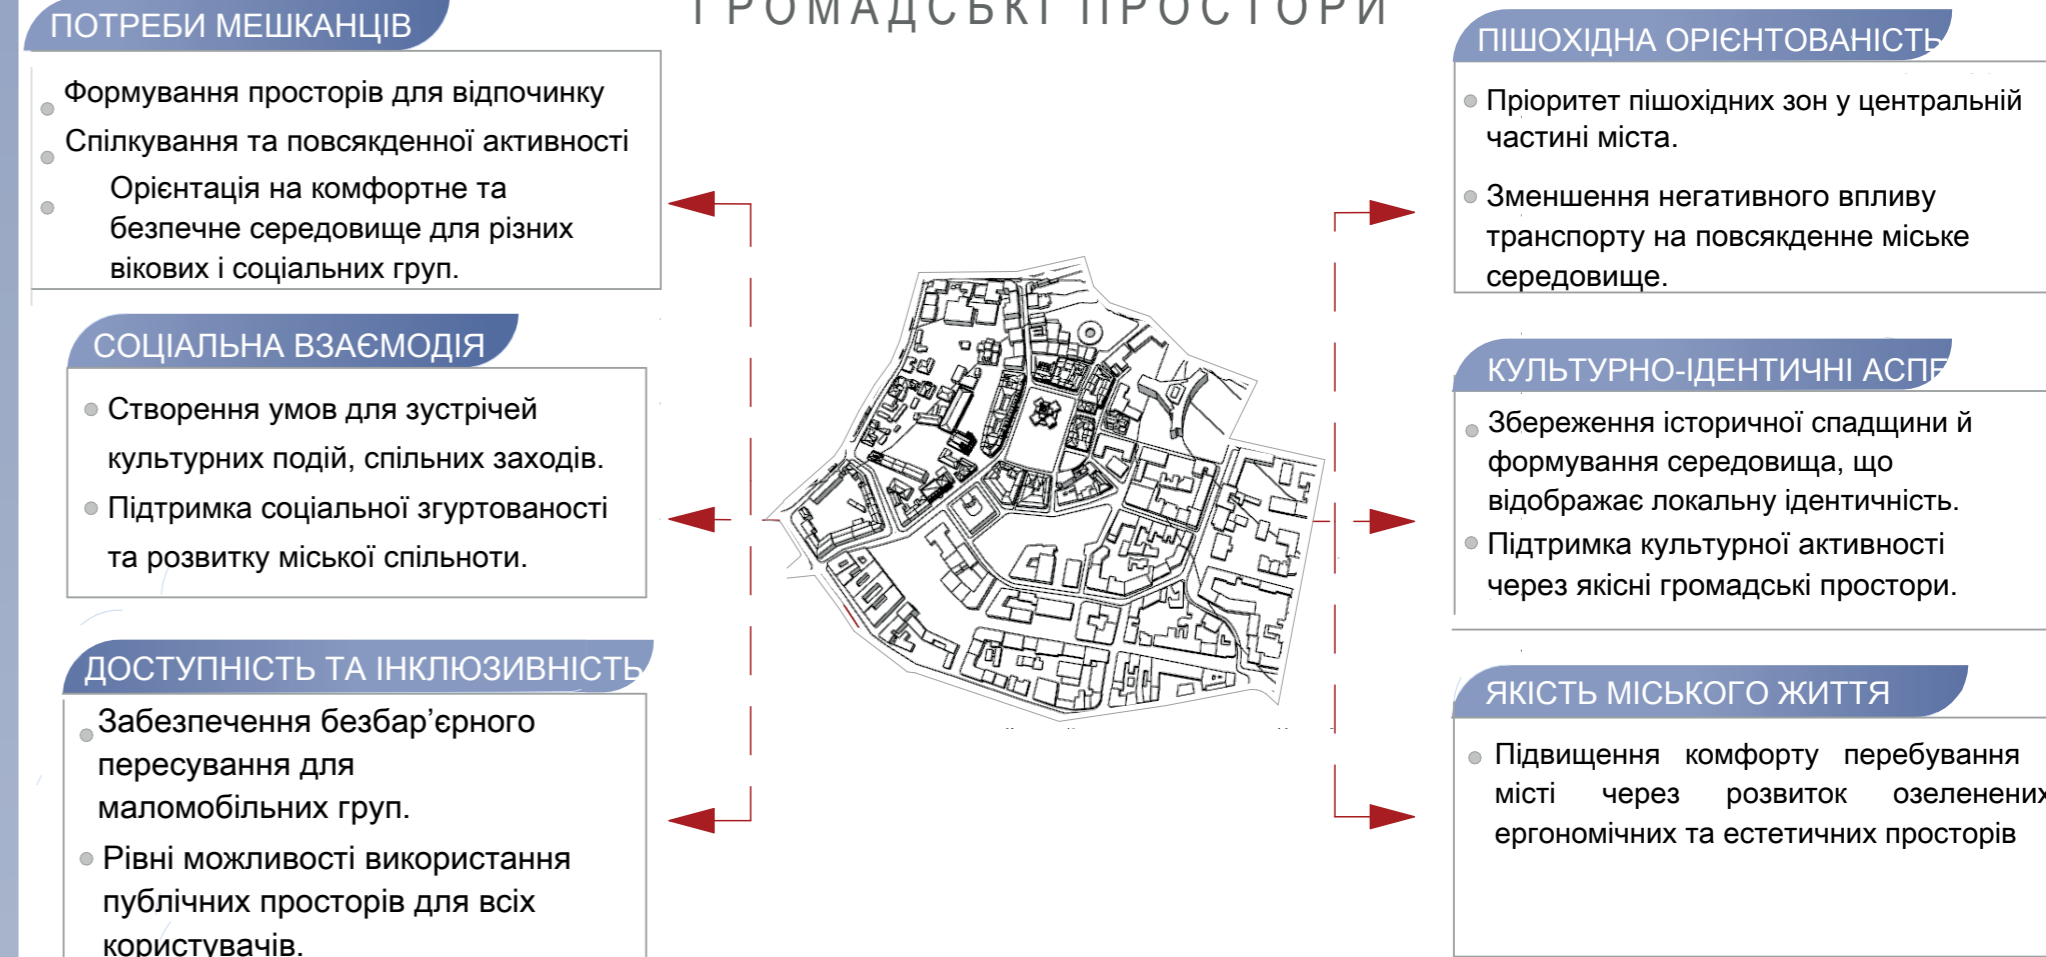 ГРОМАДСЬКІ ПРОСТОРИ
ПОТРЕБИ МЕШКАНЦІВ
Формування просторів для відпочинку
Спілкування та повсякденної активності
Орієнтація на комфортне та
безпечне середовище для різних
вікових і соціальних груп.
СОЦІАЛЬНА ВЗАЄМОДІЯ
Створення умов для зустрічей
культурних подій, спільних заходів.
Підтримка соціальної згуртованості
та розвитку міської спільноти.
ДОСТУПНІСТЬ ТА ІНКЛЮЗИВНІСТЬ
Забезпечення безбар’єрного
пересування для
маломобільних груп.
Рівні можливості використання
публічних просторів для всіх
користувачів.
ПІШОХІДНА ОРІЄНТОВАНІСТЬ
Пріоритет пішохідних зон у центральній
частині міста.
Зменшення негативного впливу
транспорту на повсякденне міське
середовище.
КУЛЬТУРНО-ІДЕНТИЧНІ АСПЕ
Збереження історичної спадщини й
формування середовища, що
відображає локальну ідентичність.
Підтримка культурної активності
через якісні громадські простори.
ЯКІСТЬ МІСЬКОГО ЖИТТЯ
Підвищення комфорту перебування
місті через розвиток озеленених
ергономічних та естетичних просторів